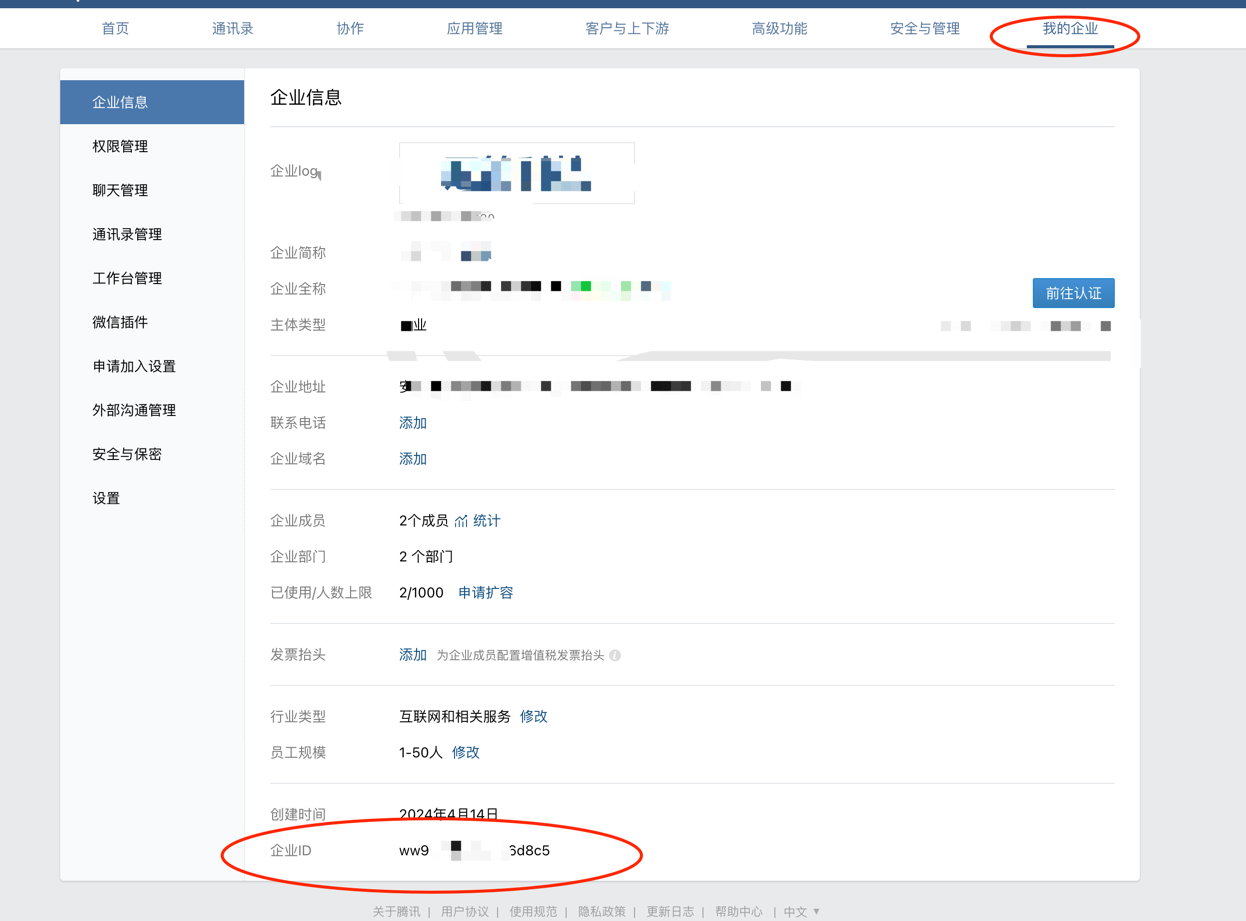 首页 通讯录 协作 应用管理 客户与上下游 高级功能 安全与管理 我的企业
企业信息
权限管理
聊天管理
通讯录管理
工作台管理
微信插件
申请加入设置
外部沟通管理
安全与保密
设置
企业信息
企业log
企业简称
企业全称
前往认证
主体类型 业
企业地址
联系电话 添加
企业域名 添加
企业成员 2个成员 统计
企业部门 2 个部门
已使用/人数上限 2/1000 申请扩容
发票抬头 添加 为企业成员配置增值税发票抬头
行业类型 互联网和相关服务 修改
员工规模 1-50人 修改
创建时间 2024年4月14日
企业ID ww9 6d8c5
关于腾讯 | 用户协议 | 使用规范 | 隐私政策 | 更新日志 | 帮助中心 | 中文 ▼